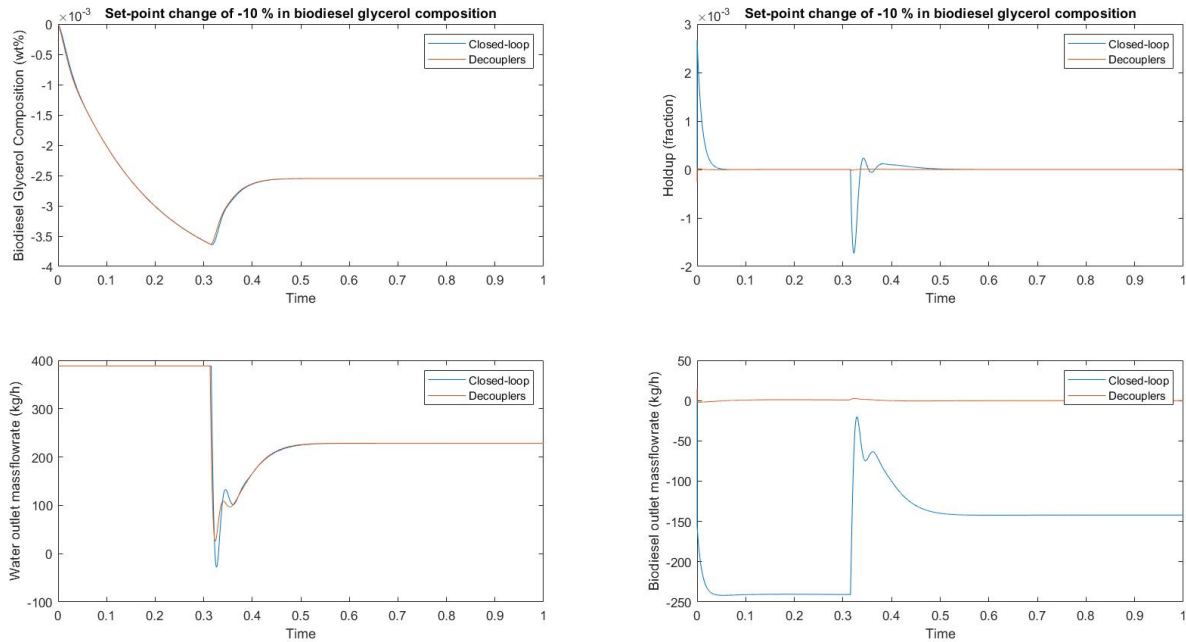 Set-point change of -10 % in biodiesel glycerol composition
×10⁻³
0
-0.5
-1
-1.5
-2
-2.5
-3
-3.5
-4
Biodiesel Glycerol Composition (wt%)
Closed-loop
Decouplers
0 0.1 0.2 0.3 0.4 0.5 0.6 0.7 0.8 0.9 1
Time
Set-point change of -10 % in biodiesel glycerol composition
×10⁻³
3
2
1
0
-1
-2
Holdup (fraction)
Closed-loop
Decouplers
0 0.1 0.2 0.3 0.4 0.5 0.6 0.7 0.8 0.9 1
Time
400
300
200
100
0
-100
Water outlet massflowrate (kg/h)
Closed-loop
Decouplers
0 0.1 0.2 0.3 0.4 0.5 0.6 0.7 0.8 0.9 1
Time
50
0
-50
-100
-150
-200
-250
Biodiesel outlet massflowrate (kg/h)
Closed-loop
Decouplers
0 0.1 0.2 0.3 0.4 0.5 0.6 0.7 0.8 0.9 1
Time